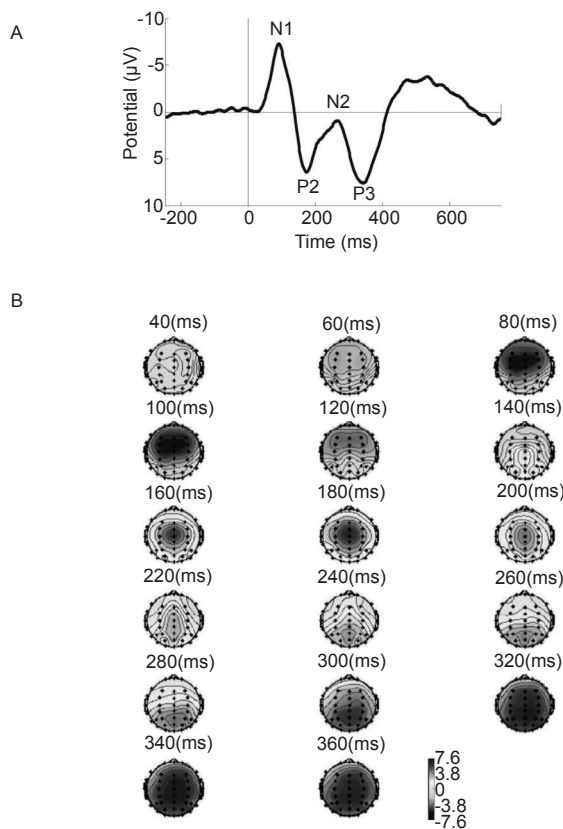 A
-10
-5
0
5
10
Potential (µV)
N1
N2
P2
P3
-200 0 200 400 600
Time (ms)
B
40(ms) 60(ms) 80(ms)
100(ms) 120(ms) 140(ms)
160(ms) 180(ms) 200(ms)
220(ms) 240(ms) 260(ms)
280(ms) 300(ms) 320(ms)
340(ms) 360(ms)
7.6
3.8
0
-3.8
-7.6